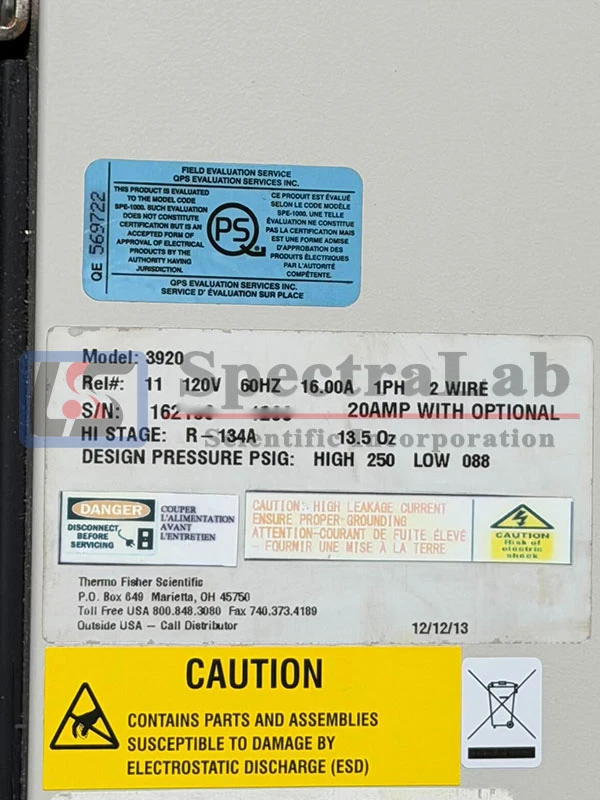 FIELD EVALUATION SERVICE
QPS EVALUATION SERVICES INC.
THIS PRODUCT IS EVALUATED
TO THE MODEL CODE
SPE-1000. SUCH EVALUATION
DOES NOT CONSTITUTE
CERTIFICATION BUT IS AN
ACCEPTED FORM OF
APPROVAL OF ELECTRICAL
PRODUCTS BY THE
AUTHORITY HAVING
JURISDICTION.
QPS
CE PRODUIT EST ÉVALUÉ
SELON LE CODE MODÈLE
SPE-1000. UNE TELLE
ÉVALUATION NE CONSTITUE
PAS LA CERTIFICATION MAIS
EST UNE FORME ADMISE
D'APPROBATION DES
PRODUITS ÉLECTRIQUES
PAR L'AUTORITÉ
COMPÉTENTE.
QE 569722
QPS EVALUATION SERVICES INC.
SERVICE D' ÉVALUATION SUR PLACE
Model: 3920
Rel#: 11 120V 60HZ 16.00A 1PH 2 WIRE
S/N: 20AMP WITH OPTIONAL
HI STAGE: R-134A 13.5 Oz
DESIGN PRESSURE PSIG: HIGH 250 LOW 088
SpectraLab
Scientific Incorporation
DANGER
DISCONNECT
BEFORE
SERVICING
COUPER
L'ALIMENTATION
AVANT
L'ENTRETIEN
CAUTION: HIGH LEAKAGE CURRENT
ENSURE PROPER GROUNDING
ATTENTION-COURANT DE FUITE ÉLEVÉ
- FOURNIR UNE MISE À LA TERRE
CAUTION
Risk of
electric
shock
Thermo Fisher Scientific
P.O. Box 649 Marietta, OH 45750
Toll Free USA 800.848.3080 Fax 740.373.4189
Outside USA - Call Distributor
12/12/13
CAUTION
CONTAINS PARTS AND ASSEMBLIES
SUSCEPTIBLE TO DAMAGE BY
ELECTROSTATIC DISCHARGE (ESD)